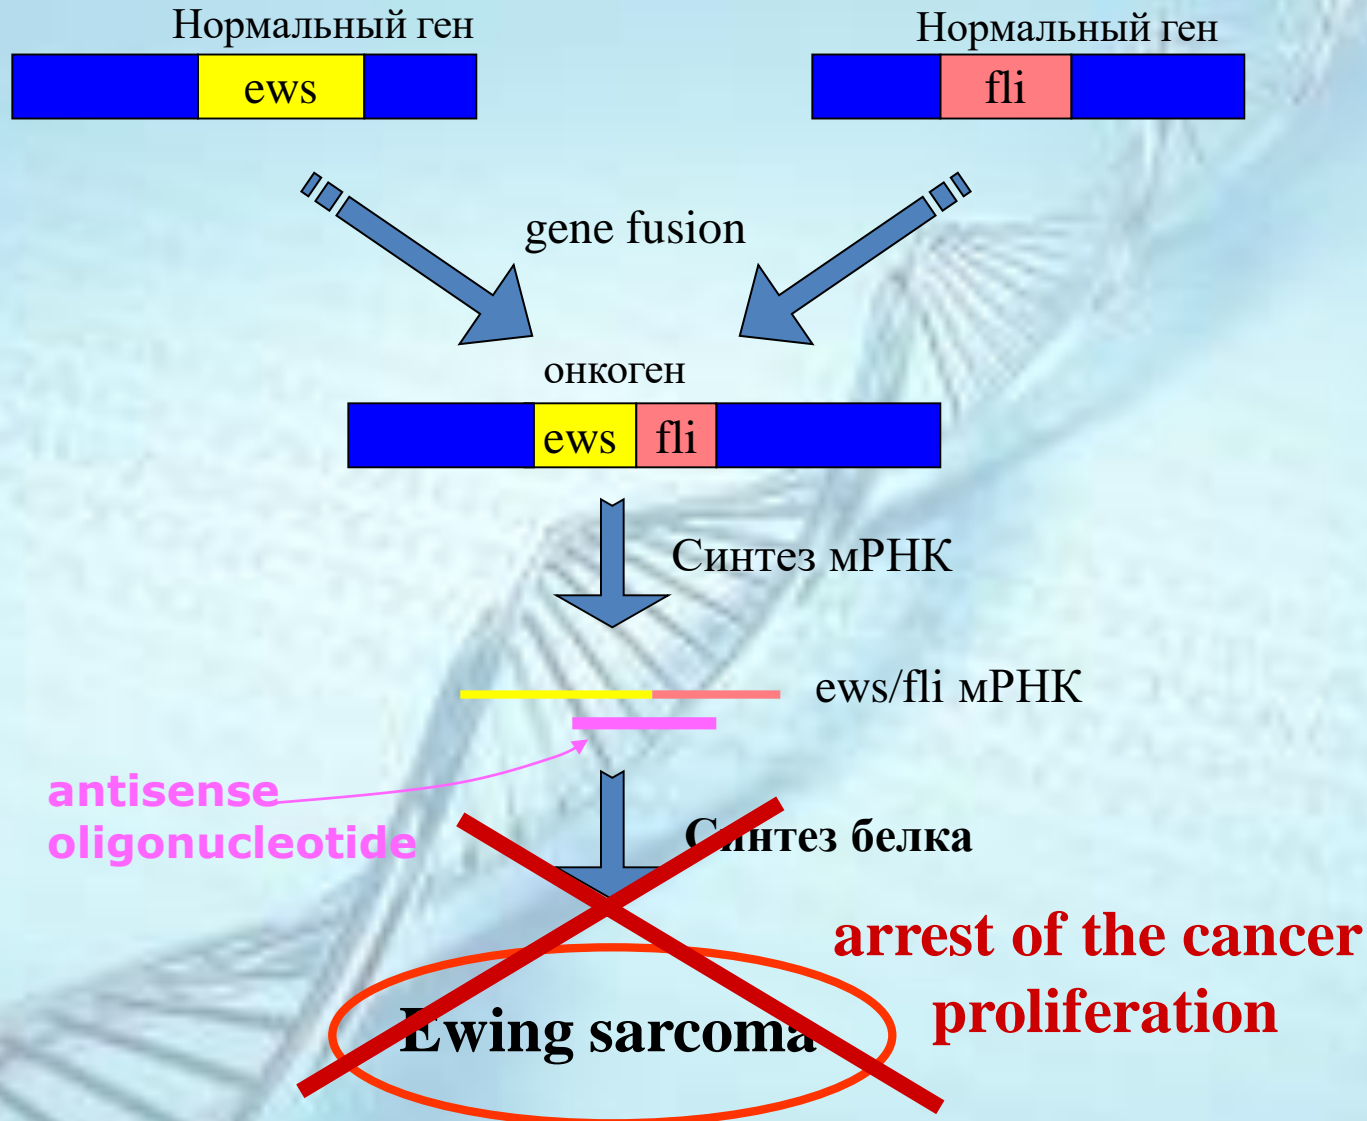 Нормальный ген
Нормальный ген
ews
fli
gene fusion
онкоген
ews
fli
Синтез мРНК
ews/fli мРНК
antisense
oligonucleotide
Синтез белка
arrest of the cancer
proliferation
Ewing sarcoma